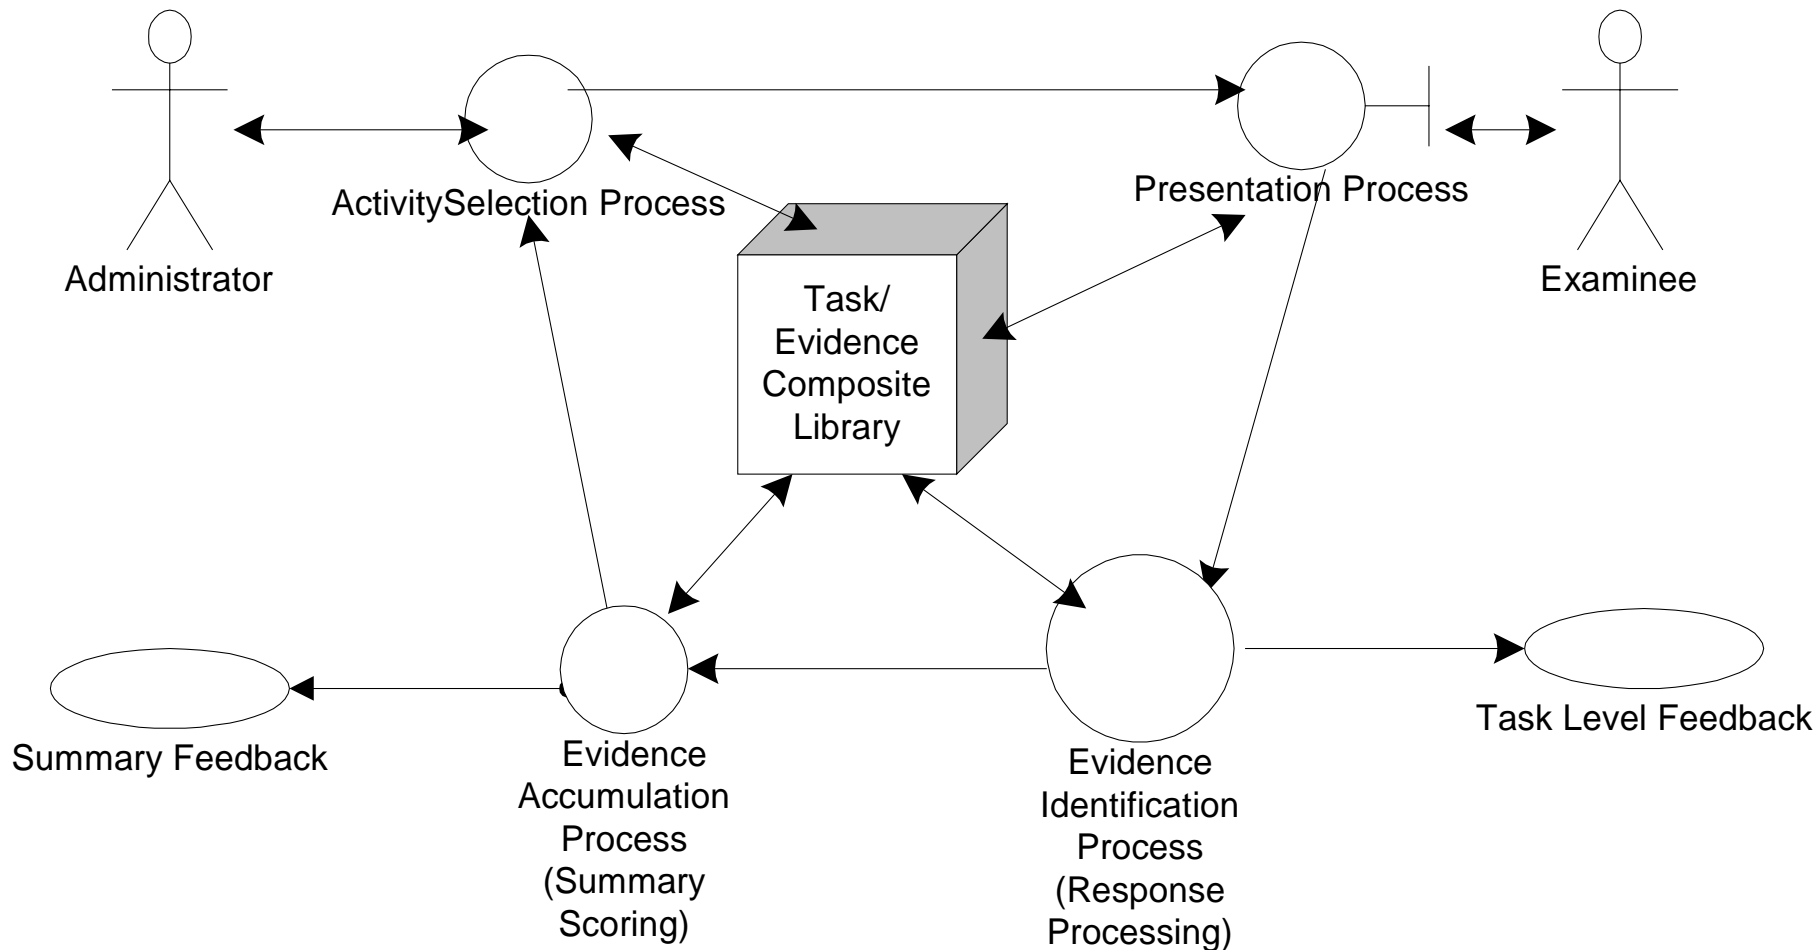 ActivitySelection Process
Presentation Process
Administrator
Examinee
Task/
Evidence
Composite
Library
Summary Feedback
Evidence
Accumulation
Process
(Summary
Scoring)
Evidence
Identification
Process
(Response
Processing)
Task Level Feedback